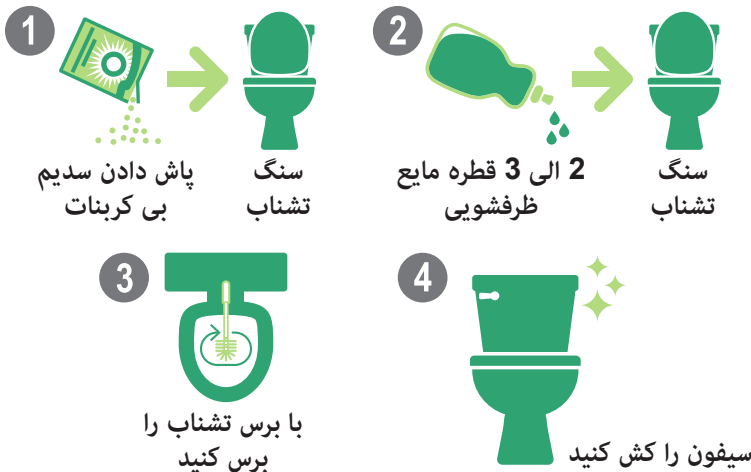 1
پاش دادن سدیم
بی کربنات
سنگ
تشناب
2
2 الی 3 قطره مایع
ظرفشویی
سنگ
تشناب
3
با برس تشناب را
برس کنید
4
سیفون را کش کنید